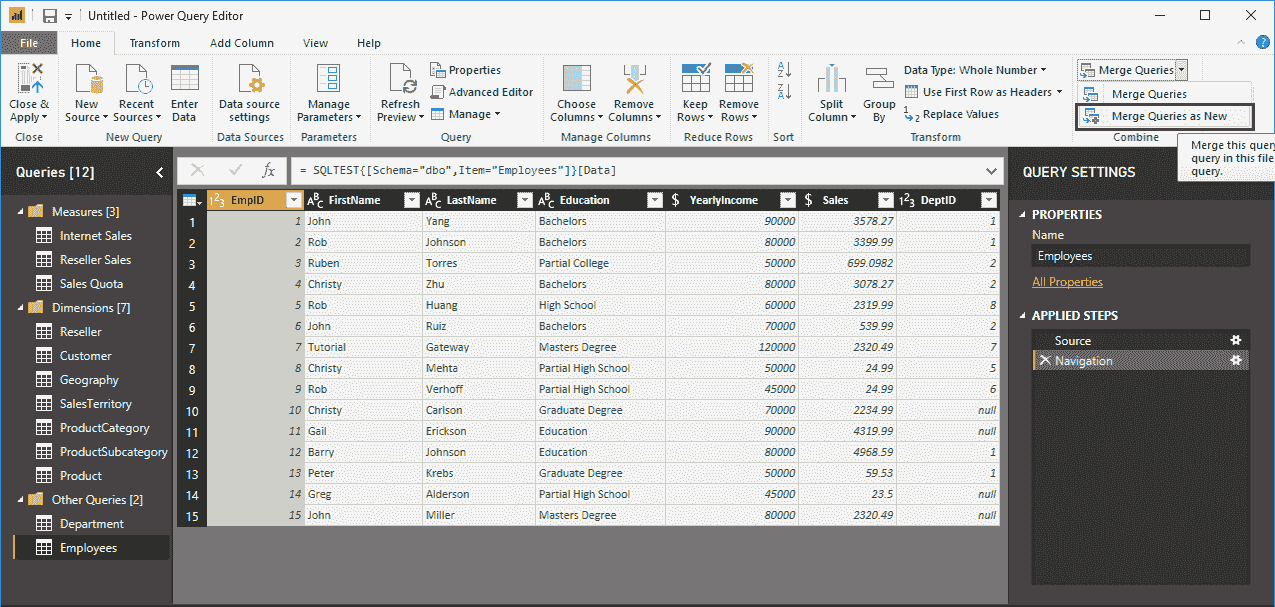 Untitled - Power Query Editor
File Home Transform Add Column View Help
Close & Apply
New Source
Recent Sources
Enter Data
Data source settings
Manage Parameters
Refresh Preview
Properties
Advanced Editor
Manage
Choose Columns
Remove Columns
Keep Rows
Remove Rows
Split Column
Group By
Data Type: Whole Number
Use First Row as Headers
Replace Values
Merge Queries
Merge Queries
Merge Queries as New
Close New Query Data Sources Parameters Query Manage Columns Reduce Rows Sort Transform Combine
Merge this query
query in this file
query.
Queries [12]
Measures [3]
Internet Sales
Reseller Sales
Sales Quota
Dimensions [7]
Reseller
Customer
Geography
SalesTerritory
ProductCategory
ProductSubcategory
Product
Other Queries [2]
Department
Employees
fx = SQLTEST{[Schema="dbo",Item="Employees"]}[Data]
EmpID FirstName LastName Education YearlyIncome Sales DeptID
1 1 John Yang Bachelors 90000 3578.27 1
2 2 Rob Johnson Bachelors 80000 3399.99 1
3 3 Ruben Torres Partial College 50000 699.0982 2
4 4 Christy Zhu Bachelors 80000 3078.27 2
5 5 Rob Huang High School 60000 2319.99 8
6 6 John Ruiz Bachelors 70000 539.99 2
7 7 Tutorial Gateway Masters Degree 120000 2320.49 7
8 8 Christy Mehta Partial High School 50000 24.99 5
9 9 Rob Verhoff Partial High School 45000 24.99 6
10 10 Christy Carlson Graduate Degree 70000 2234.99 null
11 11 Gail Erickson Education 90000 4319.99 null
12 12 Barry Johnson Education 80000 4968.59 1
13 13 Peter Krebs Graduate Degree 50000 59.53 1
14 14 Greg Alderson Partial High School 45000 23.5 null
15 15 John Miller Masters Degree 80000 2320.49 null
QUERY SETTINGS
PROPERTIES
Name
Employees
All Properties
APPLIED STEPS
Source
Navigation